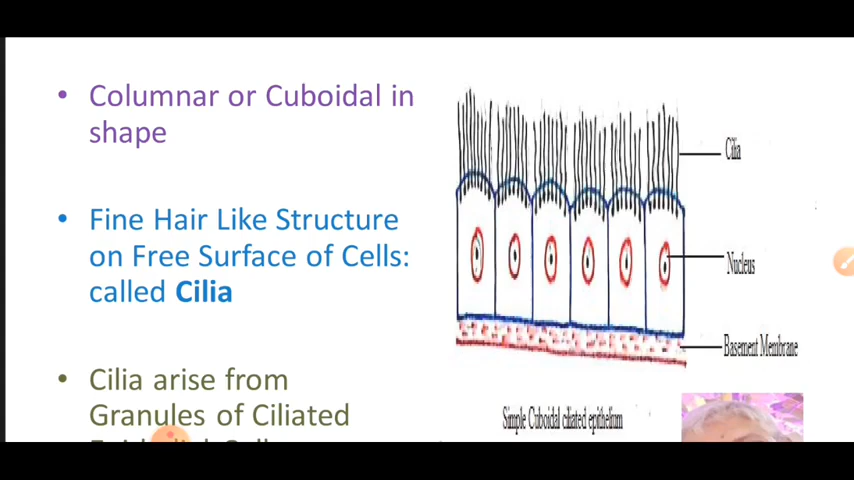 • Columnar or Cuboidal in
shape
• Fine Hair Like Structure
on Free Surface of Cells:
called Cilia
• Cilia arise from
Granules of Ciliated
Cilia
Nucleus
Basement Membrane
Simple Cuboidal ciliated epithelium